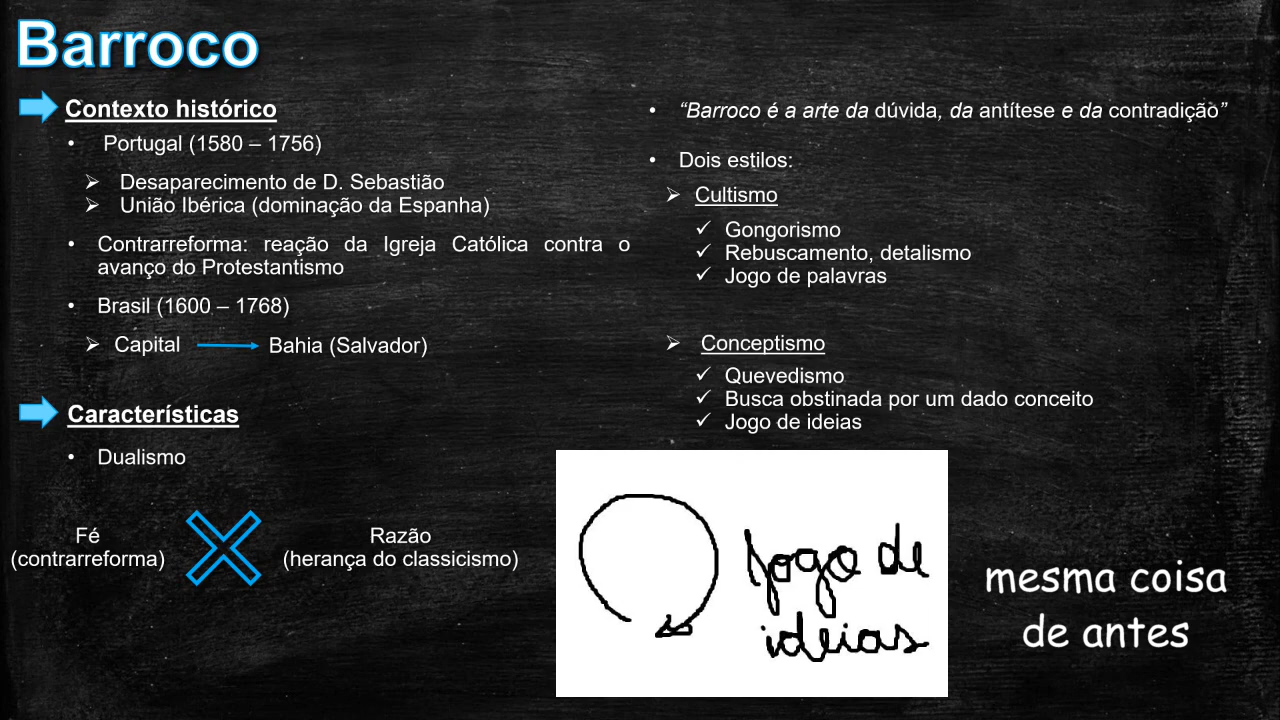 Barroco
Contexto histórico
• Portugal (1580 – 1756)
➢ Desaparecimento de D. Sebastião
➢ União Ibérica (dominação da Espanha)
• Contrarreforma: reação da Igreja Católica contra o
avanço do Protestantismo
• Brasil (1600 – 1768)
➢ Capital Bahia (Salvador)
Características
• Dualismo
Fé
(contrarreforma)
Razão
(herança do classicismo)
• “Barroco é a arte da dúvida, da antítese e da contradição”
• Dois estilos:
➢ Cultismo
✓ Gongorismo
✓ Rebuscamento, detalismo
✓ Jogo de palavras
➢ Conceptismo
✓ Quevedismo
✓ Busca obstinada por um dado conceito
✓ Jogo de ideias
Jogo de
ideias
mesma coisa
de antes